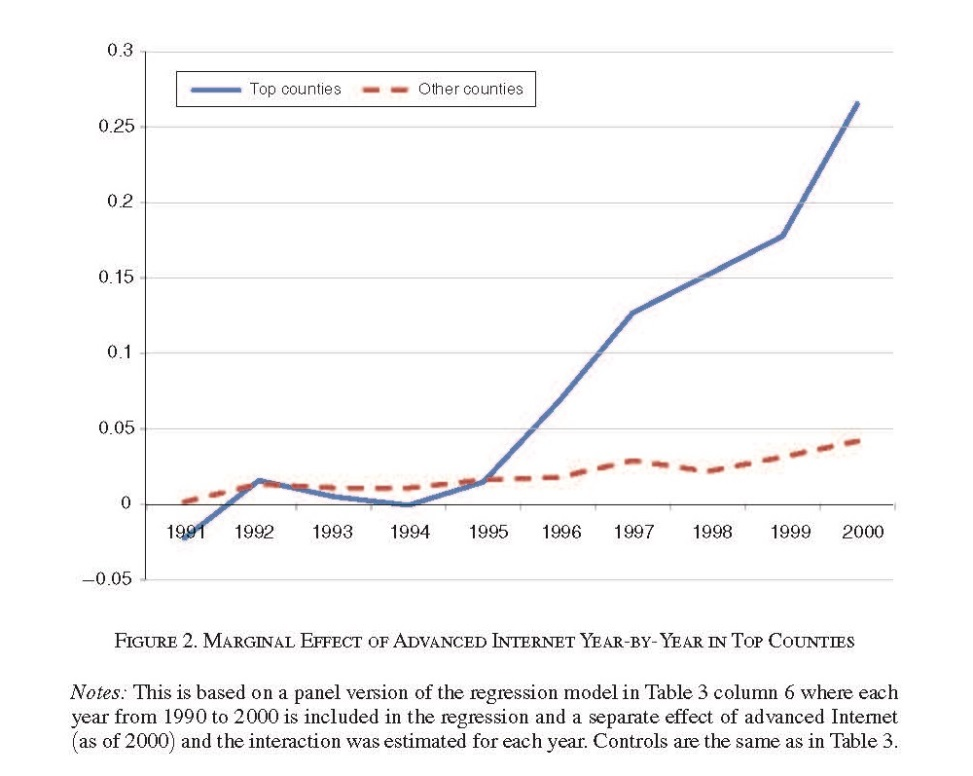 0.3
Top counties Other counties
0.25
0.2
0.15
0.1
0.05
0
1991 1992 1993 1994 1995 1996 1997 1998 1999 2000
−0.05
Figure 2. Marginal Effect of Advanced Internet Year-by-Year in Top Counties
Notes: This is based on a panel version of the regression model in Table 3 column 6 where each
year from 1990 to 2000 is included in the regression and a separate effect of advanced Internet
(as of 2000) and the interaction was estimated for each year. Controls are the same as in Table 3.